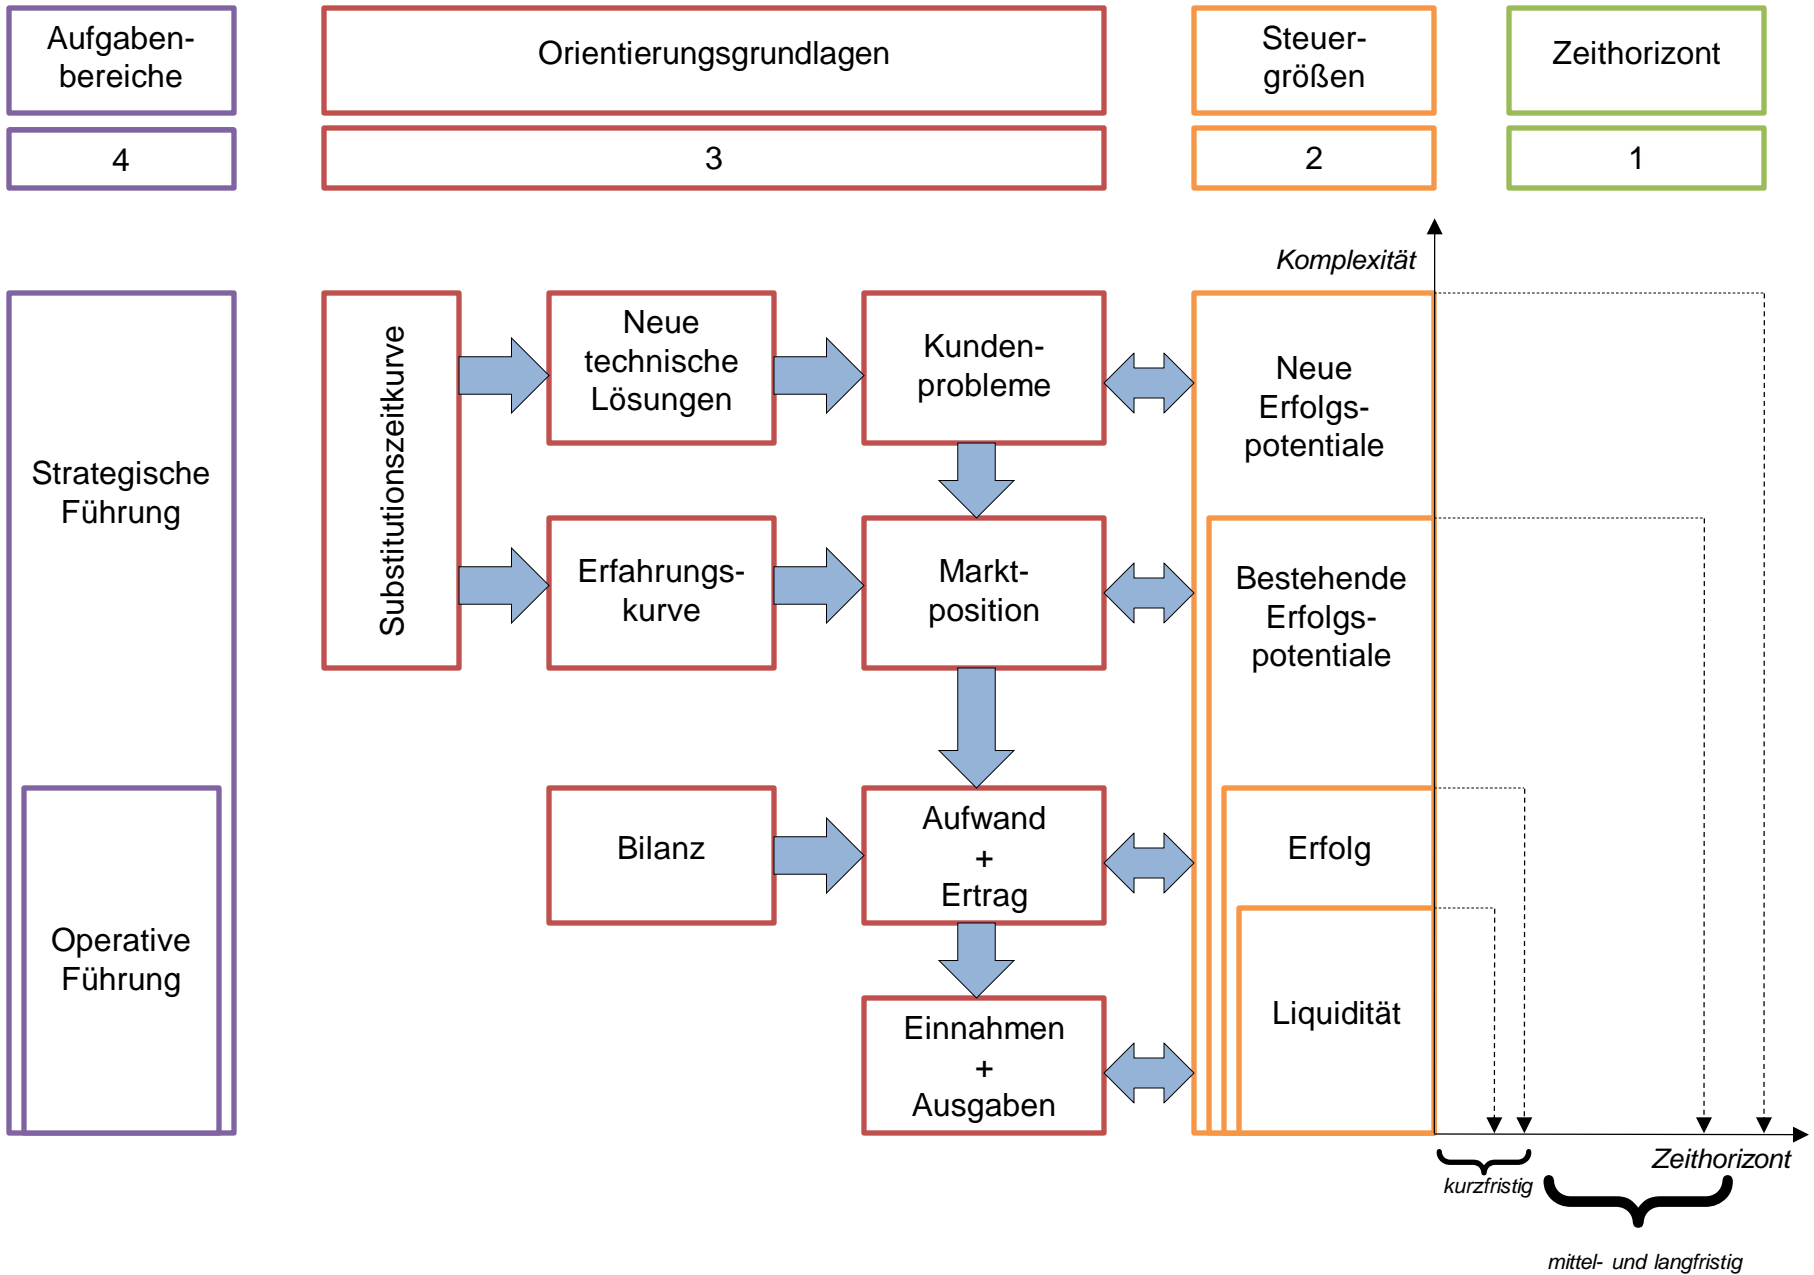 Aufgaben-
bereiche
Orientierungsgrundlagen
Steuer-
größen
Zeithorizont
4
3
2
1
Komplexität
Strategische
Führung
Substitutionszeitkurve
Neue
technische
Lösungen
Kunden-
probleme
Neue
Erfolgs-
potentiale
Erfahrungs-
kurve
Markt-
position
Bestehende
Erfolgs-
potentiale
Operative
Führung
Bilanz
Aufwand
+
Ertrag
Erfolg
Einnahmen
+
Ausgaben
Liquidität
Zeithorizont
kurzfristig
mittel- und langfristig